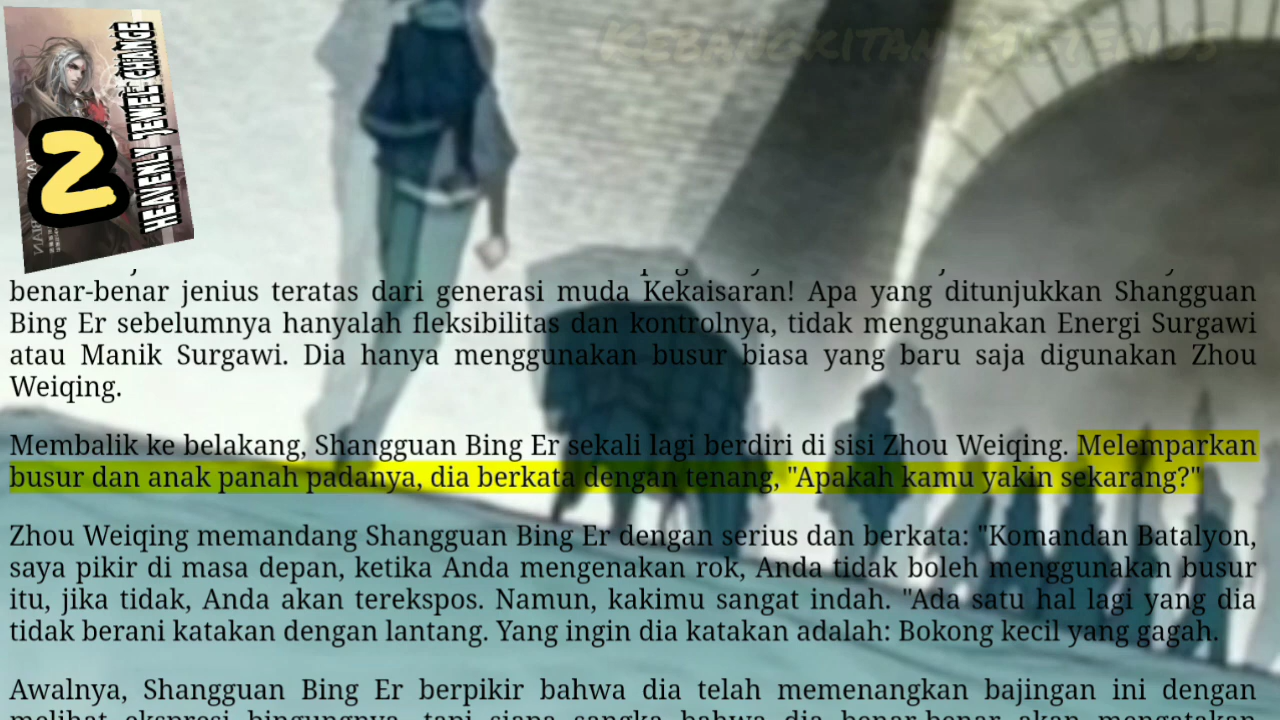 Kebangkitan Misterius
HEAVENLY JEWEL CHANGE
2
benar-benar jenius teratas dari generasi muda Kekaisaran! Apa yang ditunjukkan Shangguan
Bing Er sebelumnya hanyalah fleksibilitas dan kontrolnya, tidak menggunakan Energi Surgawi
atau Manik Surgawi. Dia hanya menggunakan busur biasa yang baru saja digunakan Zhou
Weiqing.
Membalik ke belakang, Shangguan Bing Er sekali lagi berdiri di sisi Zhou Weiqing. Melemparkan
busur dan anak panah padanya, dia berkata dengan tenang, "Apakah kamu yakin sekarang?"
Zhou Weiqing memandang Shangguan Bing Er dengan serius dan berkata: "Komandan Batalyon,
saya pikir di masa depan, ketika Anda mengenakan rok, Anda tidak boleh menggunakan busur
itu, jika tidak, Anda akan terekspos. Namun, kakimu sangat indah. "Ada satu hal lagi yang dia
tidak berani katakan dengan lantang. Yang ingin dia katakan adalah: Bokong kecil yang gagah.
Awalnya, Shangguan Bing Er berpikir bahwa dia telah memenangkan bajingan ini dengan